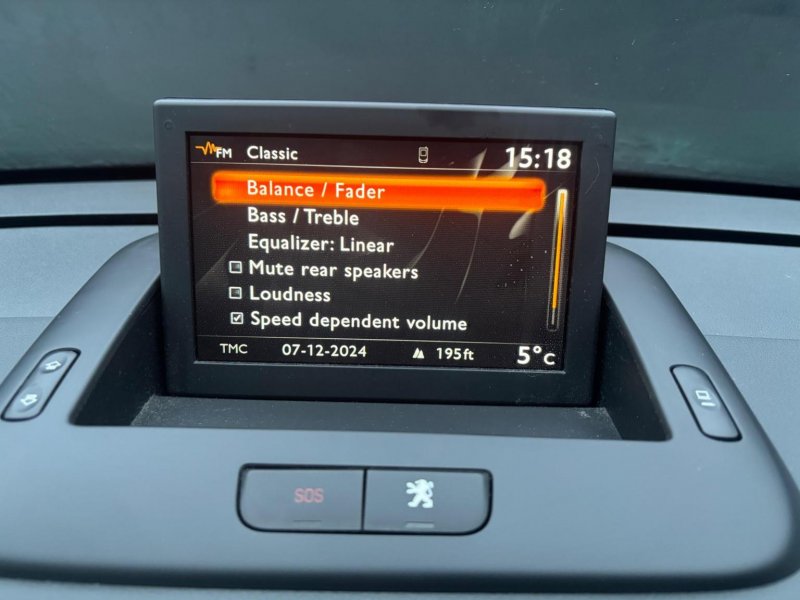 FM Classic 15:18
Balance / Fader
Bass / Treble
Equalizer: Linear
Mute rear speakers
Loudness
Speed dependent volume
TMC 07-12-2024 195ft 5°C
SOS